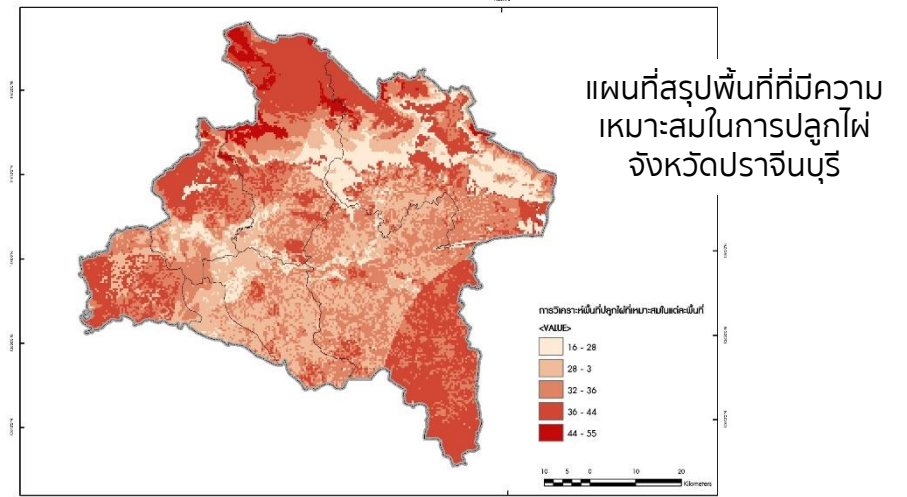 แผนที่สรุปพื้นที่ที่มีความ
เหมาะสมในการปลูกไผ่
จังหวัดปราจีนบุรี
การวิเคราะห์พื้นที่ปลูกไผ่ที่เหมาะสมในแต่ละพื้นที่
<VALUE>
16 - 28
28 - 3
32 - 36
36 - 44
44 - 55
10 5 0 10 20
Kilometers